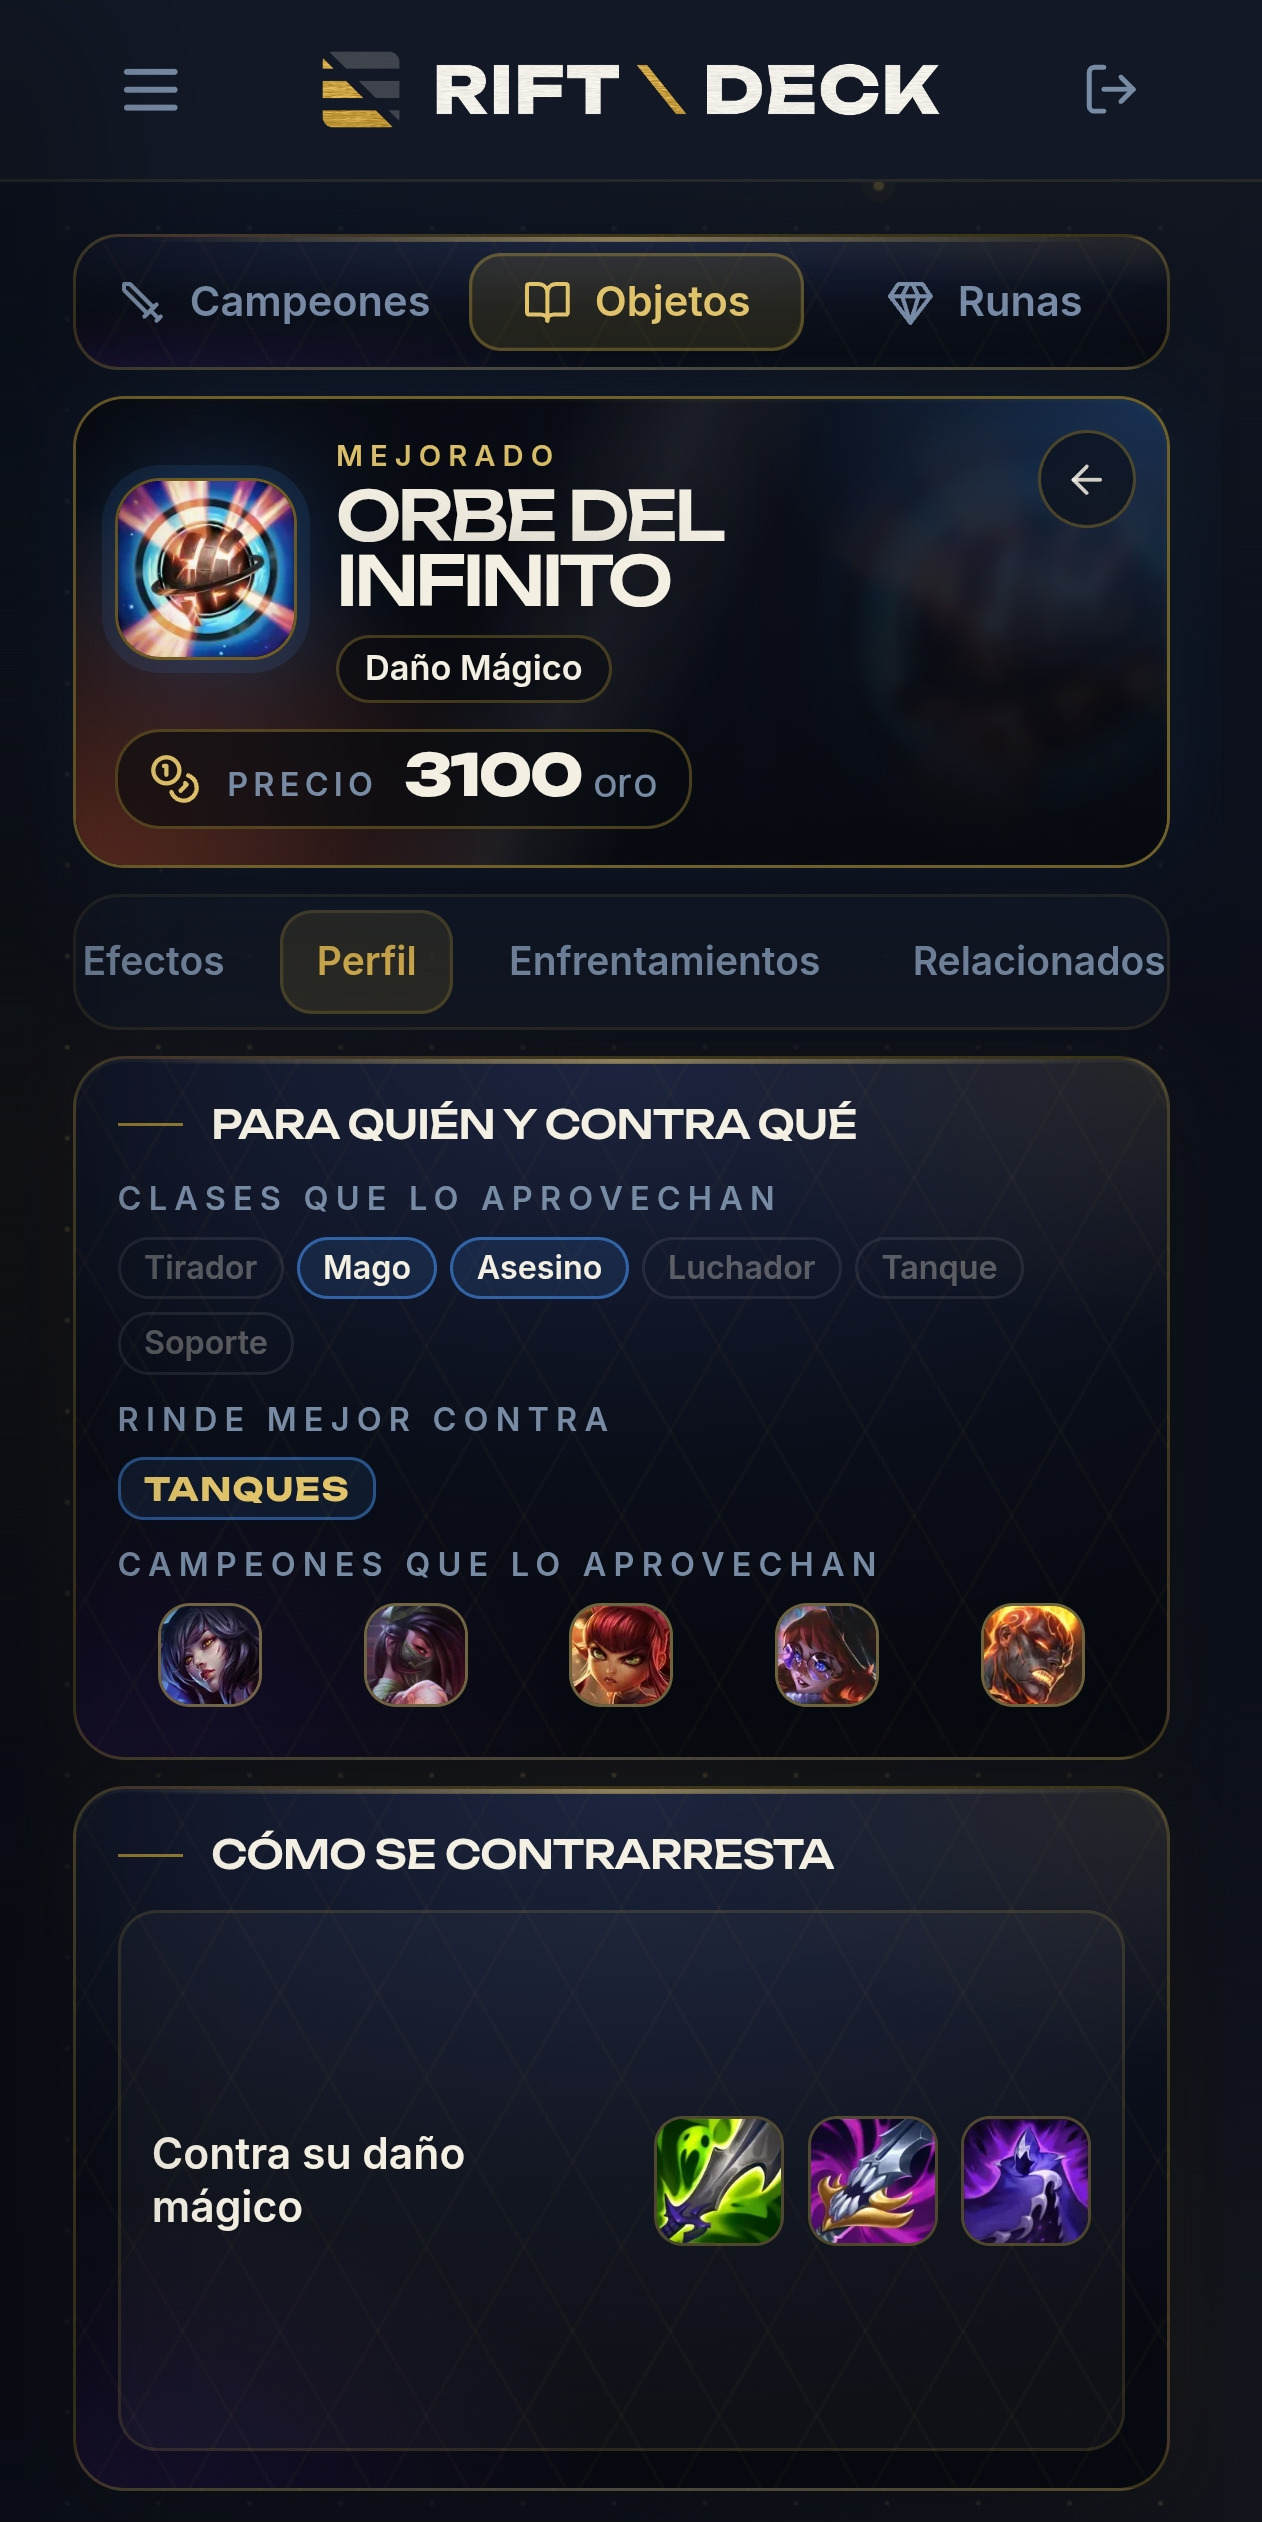 RIFT \ DECK
Campeones
Objetos
Runas
MEJORADO
ORBE DEL
INFINITO
Daño Mágico
PRECIO 3100 oro
Efectos
Perfil
Enfrentamientos
Relacionados
PARA QUIÉN Y CONTRA QUÉ
CLASES QUE LO APROVECHAN
Tirador
Mago
Asesino
Luchador
Tanque
Soporte
RINDE MEJOR CONTRA
TANQUES
CAMPEONES QUE LO APROVECHAN
CÓMO SE CONTRARRESTA
Contra su daño
mágico